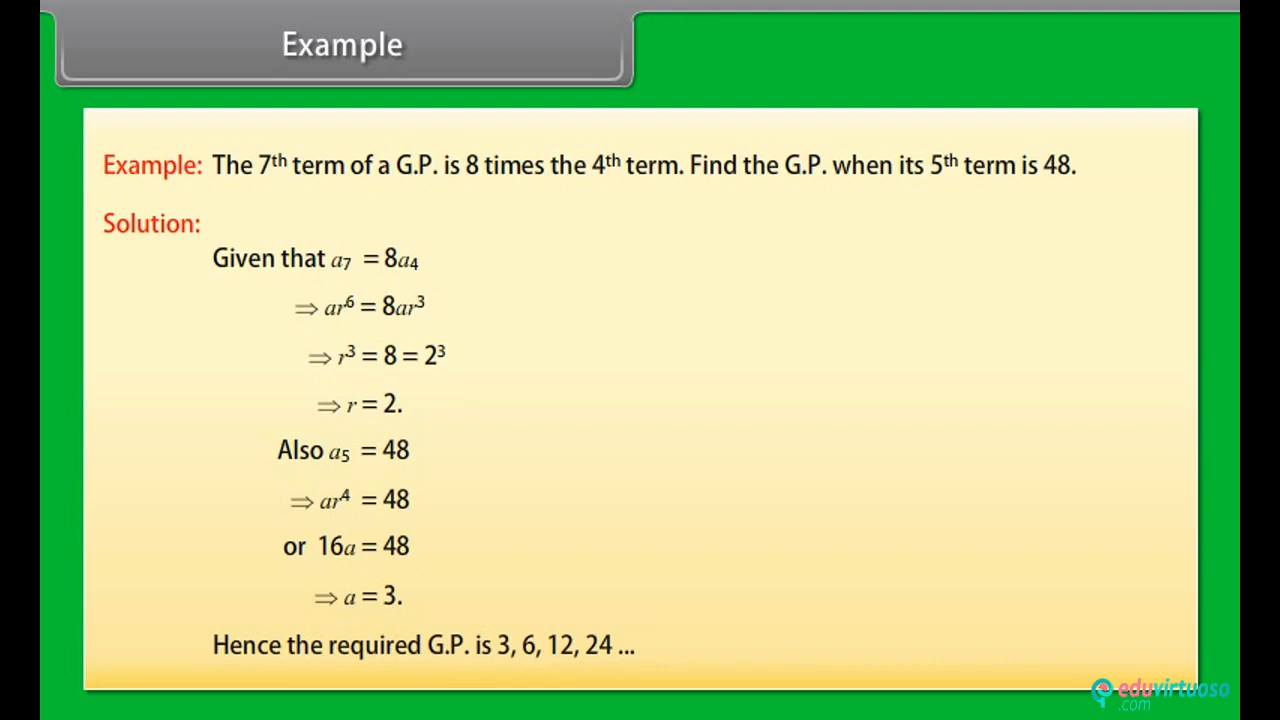 Example
Example: The 7th term of a G.P. is 8 times the 4th term. Find the G.P. when its 5th term is 48.
Solution:
Given that a₇ = 8a₄
⇒ ar⁶ = 8ar³
⇒ r³ = 8 = 2³
⇒ r = 2.
Also a₅ = 48
⇒ ar⁴ = 48
or 16a = 48
⇒ a = 3.
Hence the required G.P. is 3, 6, 12, 24 ...
eduvirtuoso
.com